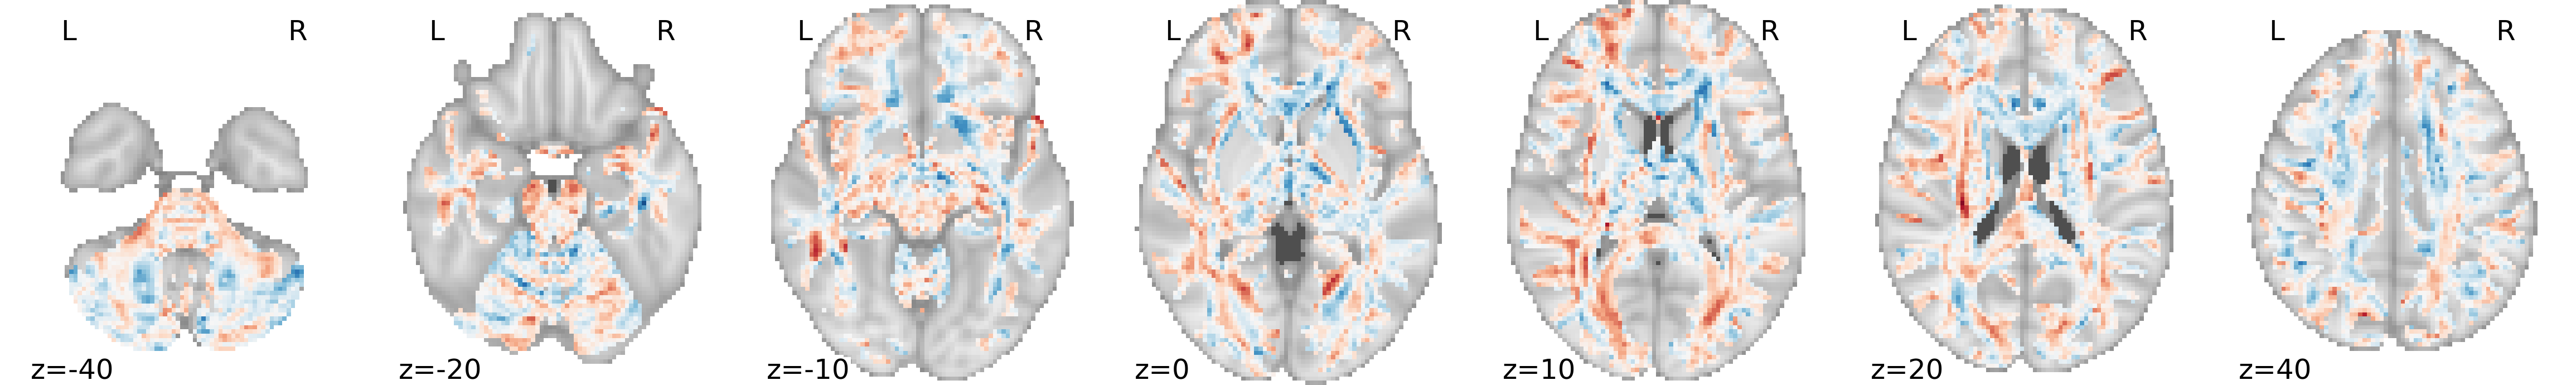 L R L R L R L R L R L R L R
z=-40 z=-20 z=-10 z=0 z=10 z=20 z=40